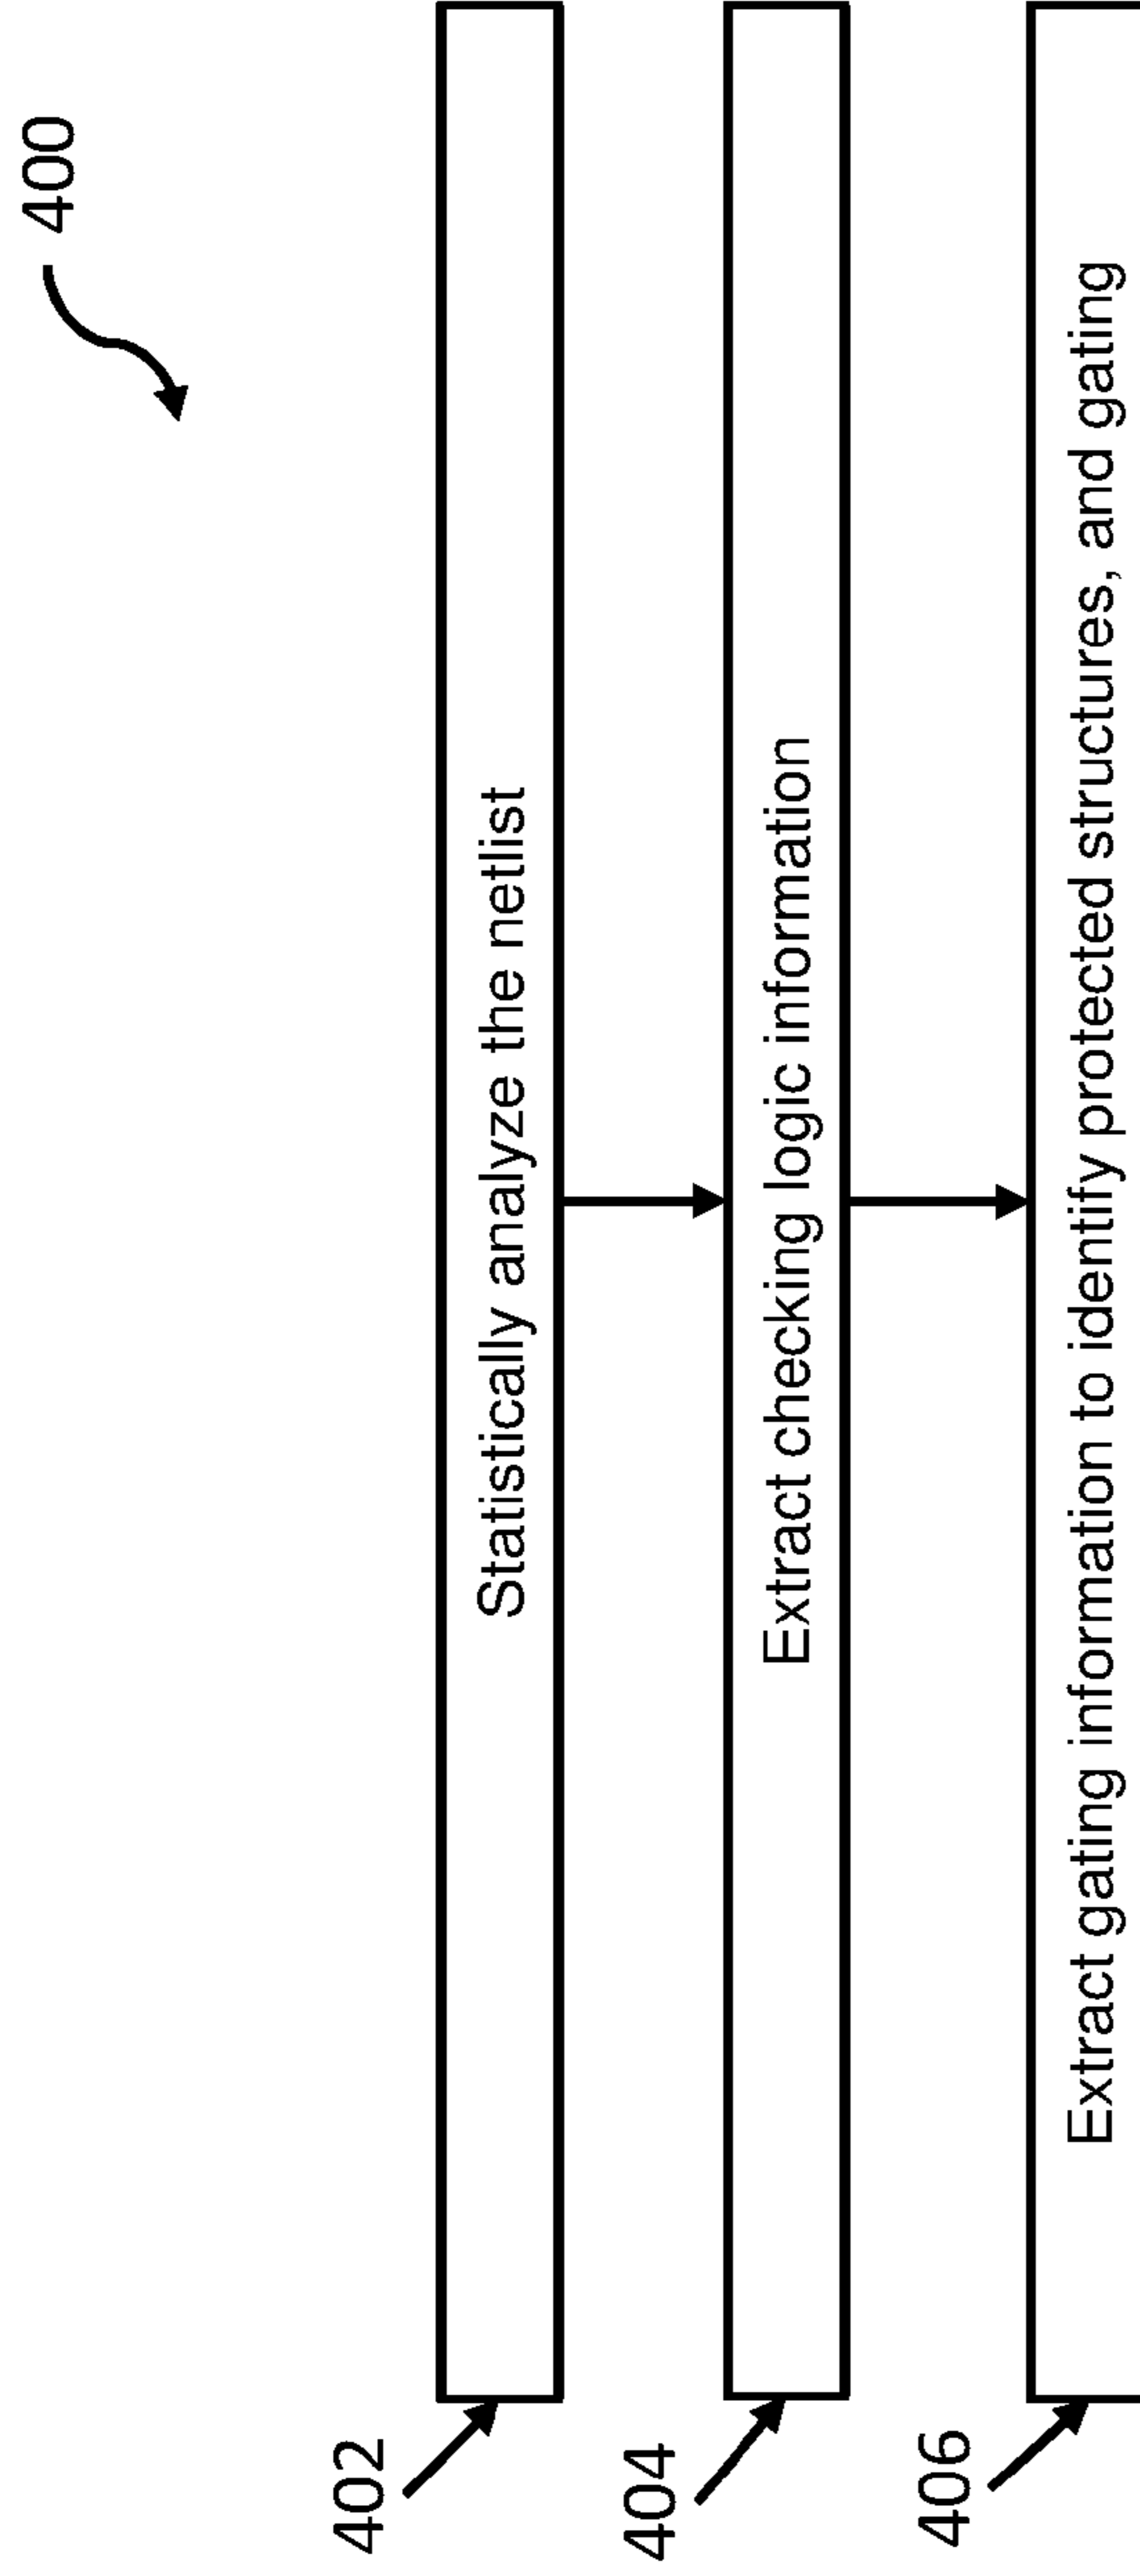 400
402
Statistically analyze the netlist
404
Extract checking logic information
406
Extract gating information to identify protected structures, and gating